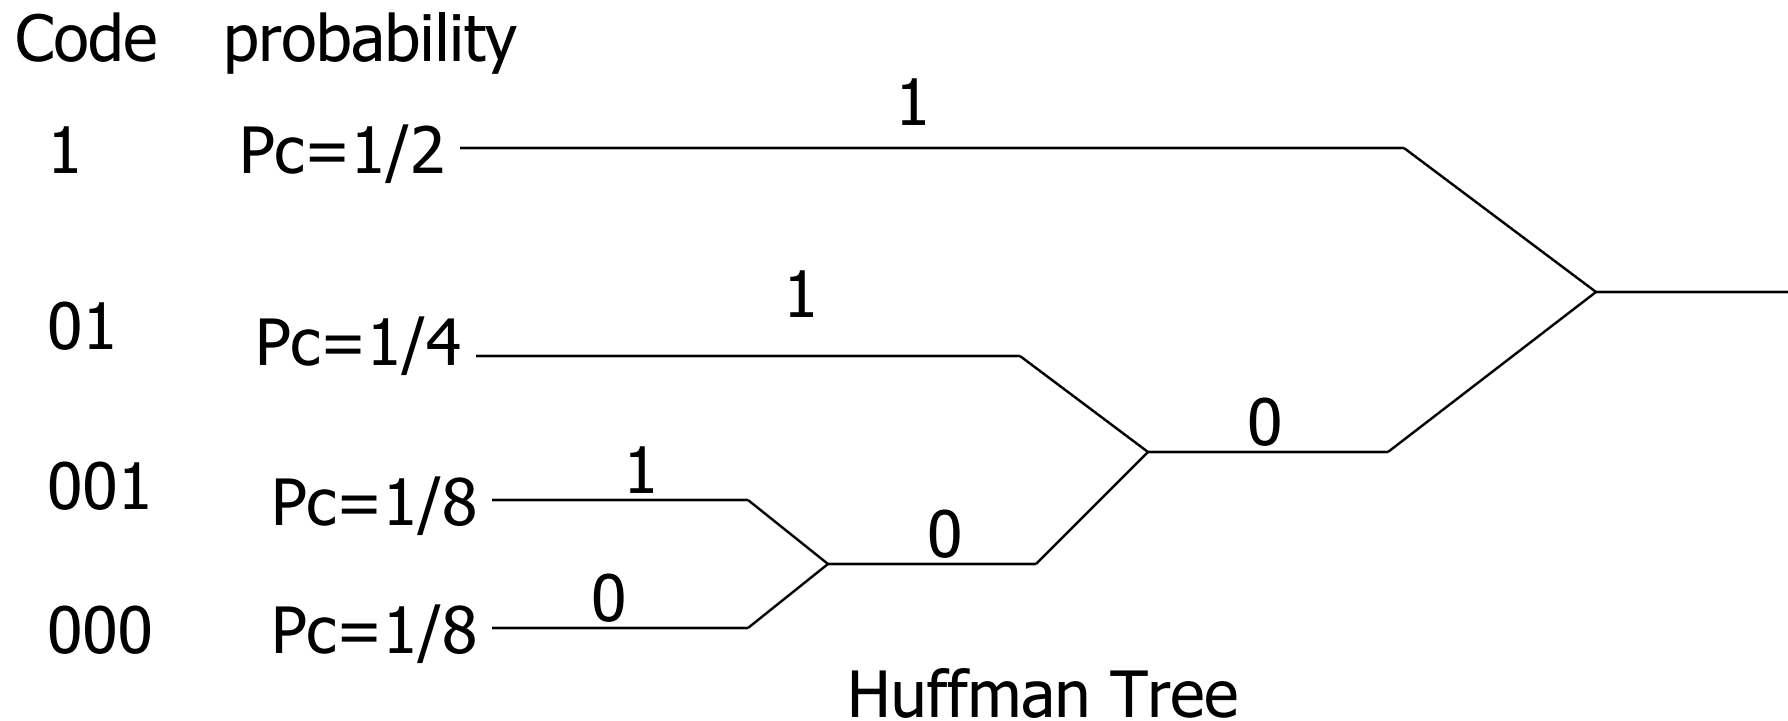 Code probability
1
1 Pc=1/2
1
01 Pc=1/4
0
1
001 Pc=1/8
0
0
000 Pc=1/8
Huffman Tree